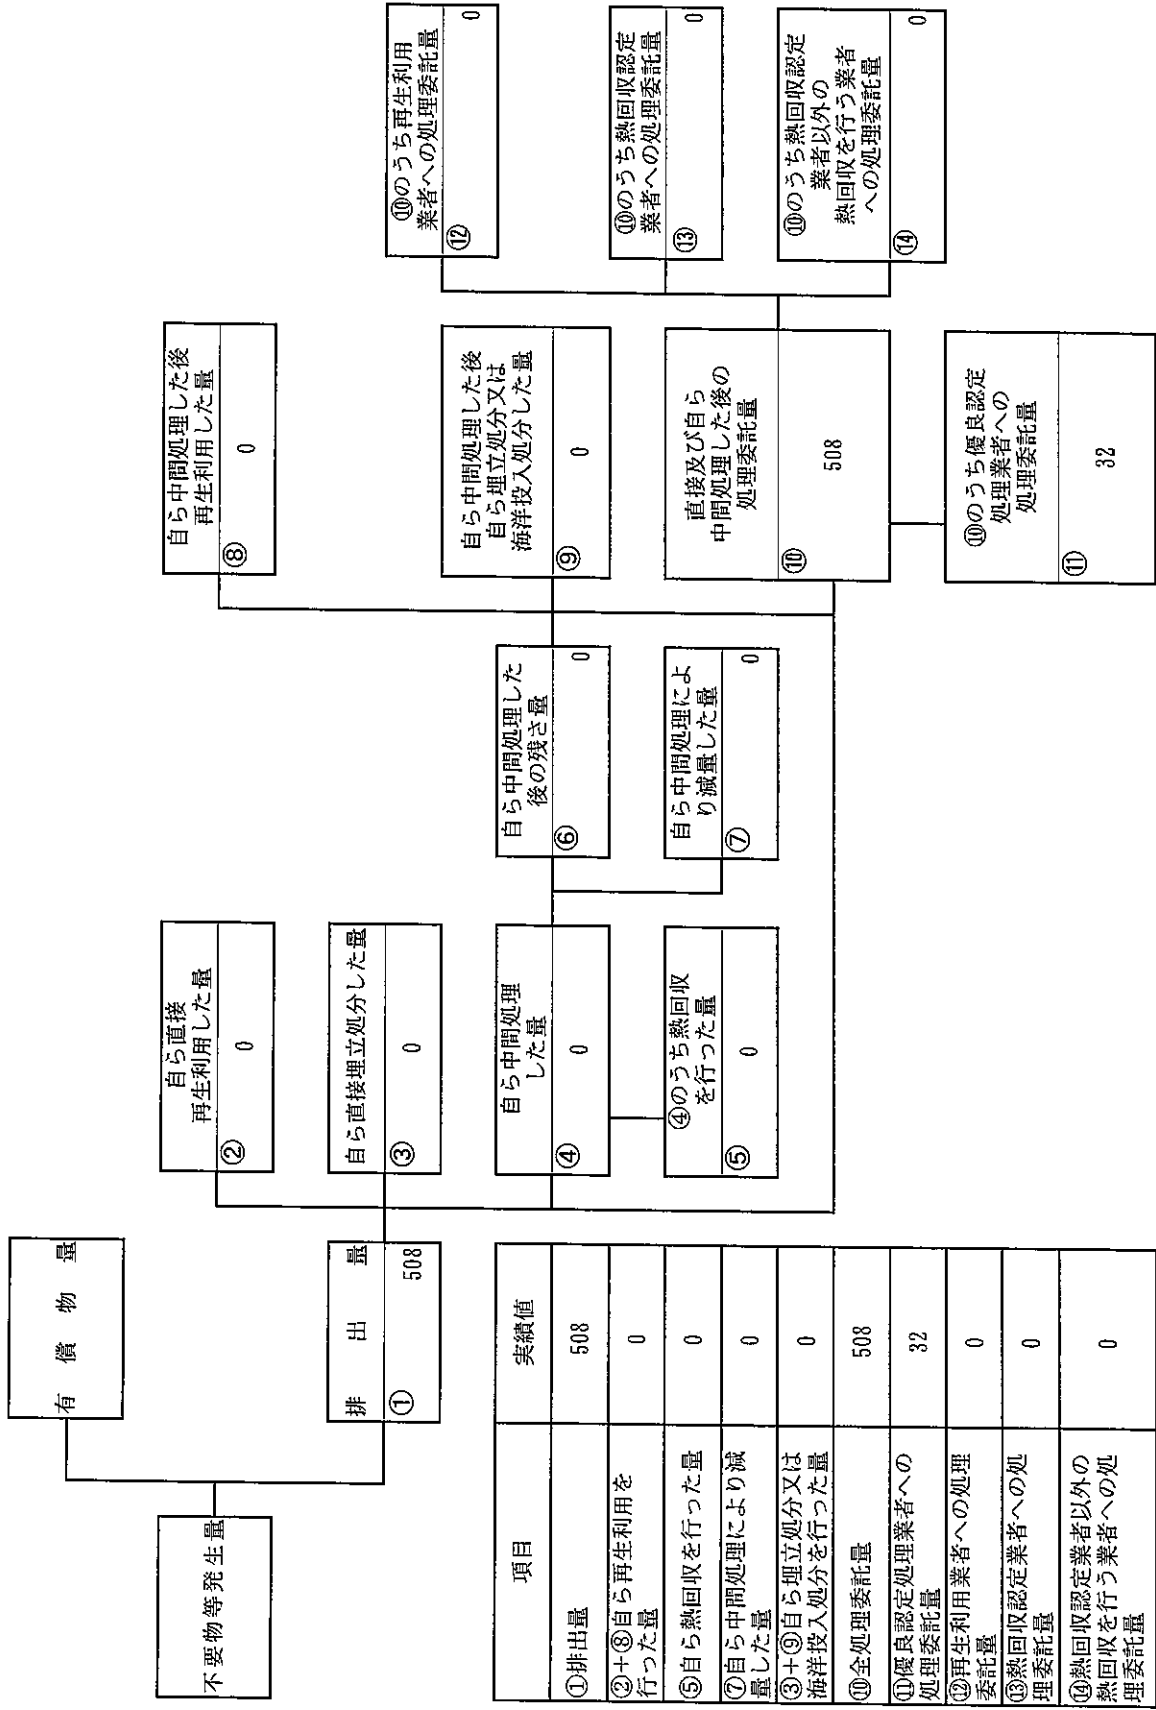 不要物等発生量
有償物量
排出量
① 508
自ら直接
再生利用した量
② 0
自ら直接埋立処分した量
③ 0
自ら中間処理
した量
④ 0
④のうち熱回収
を行った量
⑤ 0
自ら中間処理した
後の残さ量
⑥ 0
自ら中間処理によ
り減量した量
⑦ 0
自ら中間処理した後
再生利用した量
⑧ 0
自ら中間処理した後
自ら埋立処分又は
海洋投入処分した量
⑨ 0
直接及び自ら
中間処理した後の
処理委託量
⑩ 508
⑩のうち優良認定
処理業者への
処理委託量
⑪ 32
⑩のうち再生利用
業者への処理委託量
⑫ 0
⑩のうち熱回収認定
業者への処理委託量
⑬ 0
⑩のうち熱回収認定
業者以外の
熱回収を行う業者
への処理委託量
⑭ 0
項目 実績値
①排出量 508
②+⑧自ら再生利用を
行った量 0
⑤自ら熱回収を行った量 0
⑦自ら中間処理により減
量した量 0
③+⑨自ら埋立処分又は
海洋投入処分を行った量 0
⑩全処理委託量 508
⑪優良認定処理業者への
処理委託量 32
⑫再生利用業者への処理
委託量 0
⑬熱回収認定業者への処
理委託量 0
⑭熱回収認定業者以外の
熱回収を行う業者への処
理委託量 0